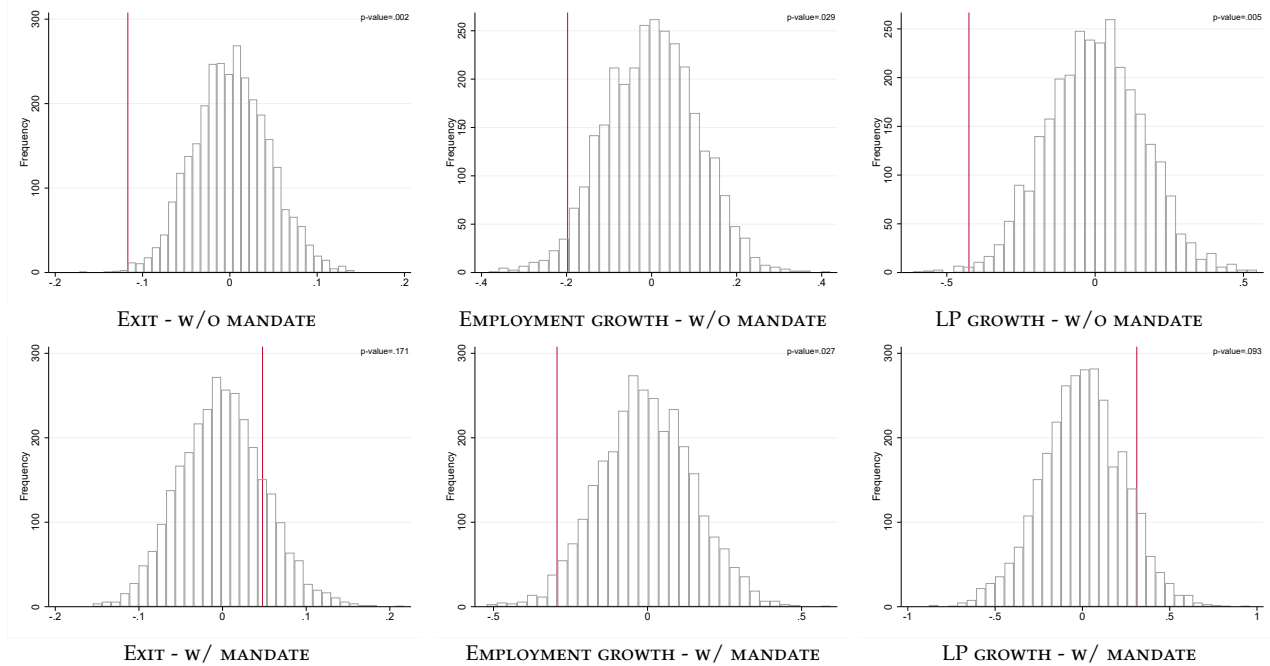 p-value=.002
Frequency
0 100 200 300
-.2 -.1 0 .1 .2
EXIT - W/O MANDATE
p-value=.029
Frequency
0 50 100 150 200 250
-.4 -.2 0 .2 .4
EMPLOYMENT GROWTH - W/O MANDATE
p-value=.005
Frequency
0 50 100 150 200 250
-.5 0 .5
LP GROWTH - W/O MANDATE
p-value=.171
Frequency
0 100 200 300
-.2 -.1 0 .1 .2
EXIT - W/ MANDATE
p-value=.027
Frequency
0 100 200 300
-.5 0 .5
EMPLOYMENT GROWTH - W/ MANDATE
p-value=.093
Frequency
0 100 200 300
-1 -.5 0 .5 1
LP GROWTH - W/ MANDATE